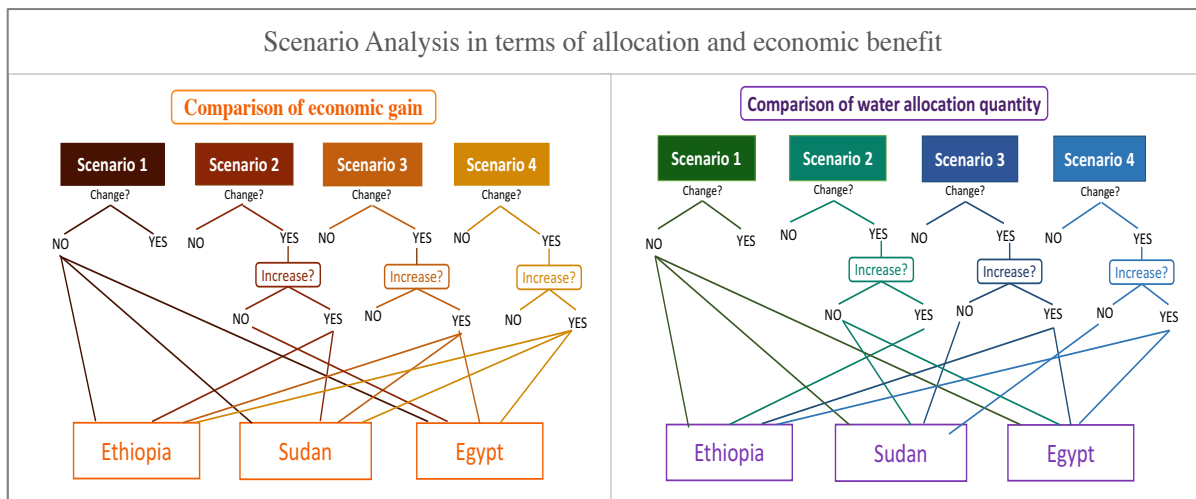 Scenario Analysis in terms of allocation and economic benefit
Comparison of economic gain
Scenario 1
Scenario 2
Scenario 3
Scenario 4
Change?
Change?
Change?
Change?
NO
YES
NO
YES
NO
YES
NO
YES
Increase?
Increase?
Increase?
NO
YES
NO
YES
NO
YES
Ethiopia
Sudan
Egypt
Comparison of water allocation quantity
Scenario 1
Scenario 2
Scenario 3
Scenario 4
Change?
Change?
Change?
Change?
NO
YES
NO
YES
NO
YES
NO
YES
Increase?
Increase?
Increase?
NO
YES
NO
YES
NO
YES
Ethiopia
Sudan
Egypt